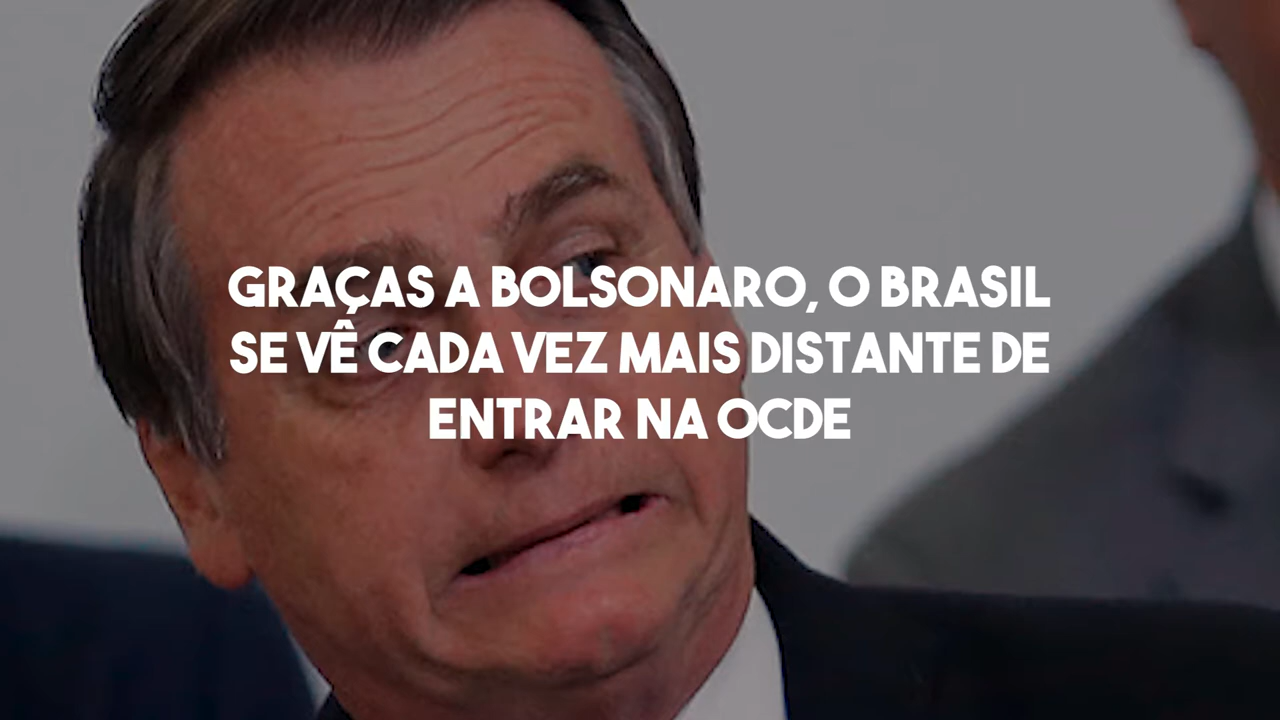 GRAÇAS A BOLSONARO, O BRASIL
SE VÊ CADA VEZ MAIS DISTANTE DE
ENTRAR NA OCDE